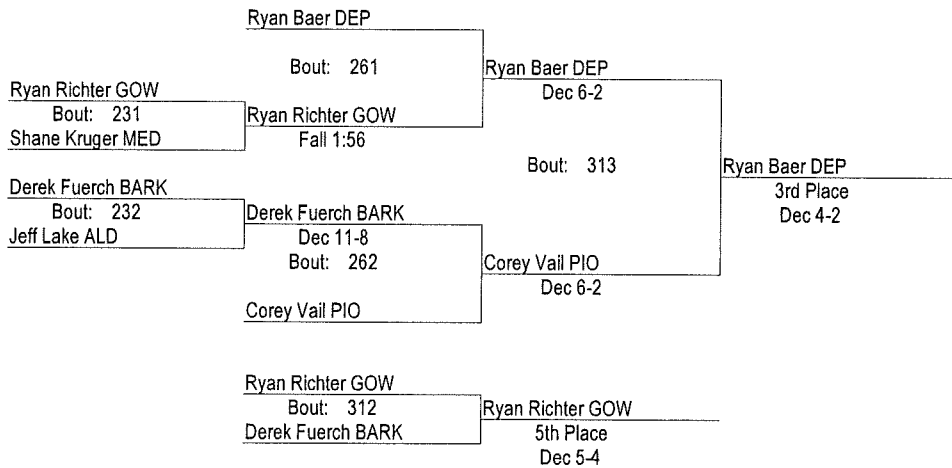 Ryan Baer DEP
Bout: 261
Ryan Baer DEP
Dec 6-2
Ryan Richter GOW
Bout: 231
Shane Kruger MED
Ryan Richter GOW
Fall 1:56
Bout: 313
Ryan Baer DEP
3rd Place
Dec 4-2
Derek Fuerch BARK
Bout: 232
Jeff Lake ALD
Derek Fuerch BARK
Dec 11-8
Bout: 262
Corey Vail PIO
Dec 6-2
Corey Vail PIO
Ryan Richter GOW
Bout: 312
Derek Fuerch BARK
Ryan Richter GOW
5th Place
Dec 5-4